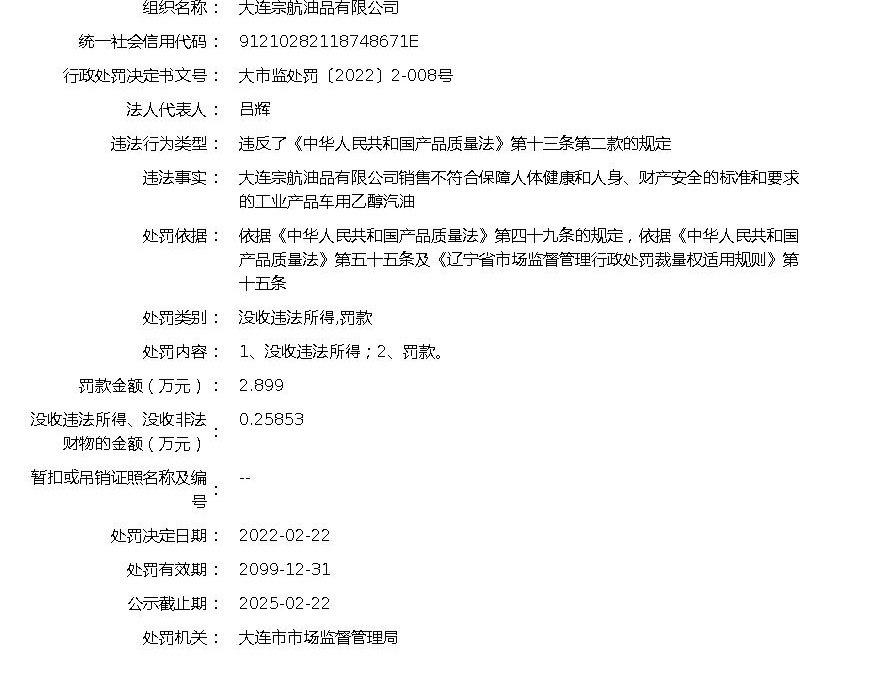 组织名称： 大连宗航油品有限公司
统一社会信用代码： 91210282118748671E
行政处罚决定书文号： 大市监处罚〔2022〕2-008号
法人代表人： 吕辉
违法行为类型： 违反了《中华人民共和国产品质量法》第十三条第二款的规定
违法事实： 大连宗航油品有限公司销售不符合保障人体健康和人身、财产安全的标准和要求
的工业产品车用乙醇汽油
处罚依据： 依据《中华人民共和国产品质量法》第四十九条的规定，依据《中华人民共和国
产品质量法》第五十五条及《辽宁省市场监督管理行政处罚裁量权适用规则》第
十五条
处罚类别： 没收违法所得,罚款
处罚内容： 1、没收违法所得；2、罚款。
罚款金额（万元）： 2.899
没收违法所得、没收非法
财物的金额（万元）： 0.25853
暂扣或吊销证照名称及编
号： --
处罚决定日期： 2022-02-22
处罚有效期： 2099-12-31
公示截止期： 2025-02-22
处罚机关： 大连市市场监督管理局